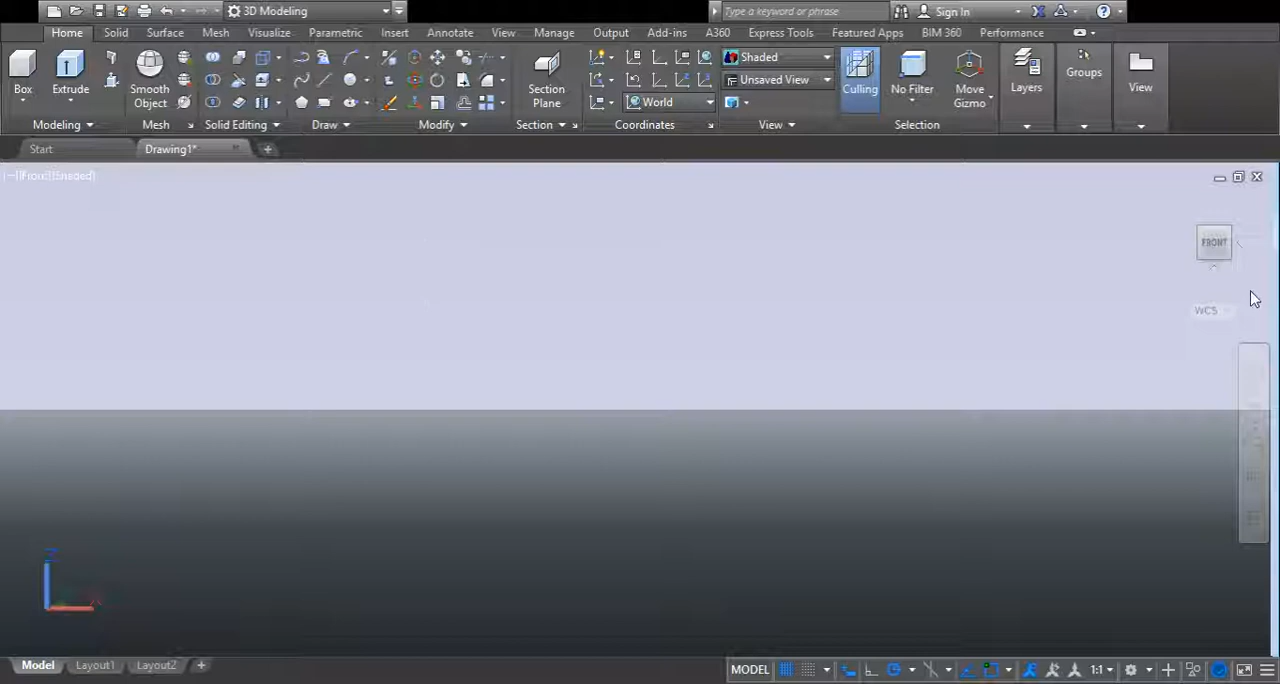 3D Modeling Type a keyword or phrase Sign In
Home Solid Surface Mesh Visualize Parametric Insert Annotate View Manage Output Add-ins A360 Express Tools Featured Apps BIM 360 Performance
Shaded
Unsaved View
World
Box Extrude Smooth Object Section Plane Culling No Filter Move Gizmo Layers Groups View
Modeling Mesh Solid Editing Draw Modify Section Coordinates View Selection
Start Drawing1* +
[−][Front][Shaded]
FRONT
WCS
Z
X
Model Layout1 Layout2 + MODEL 1:1